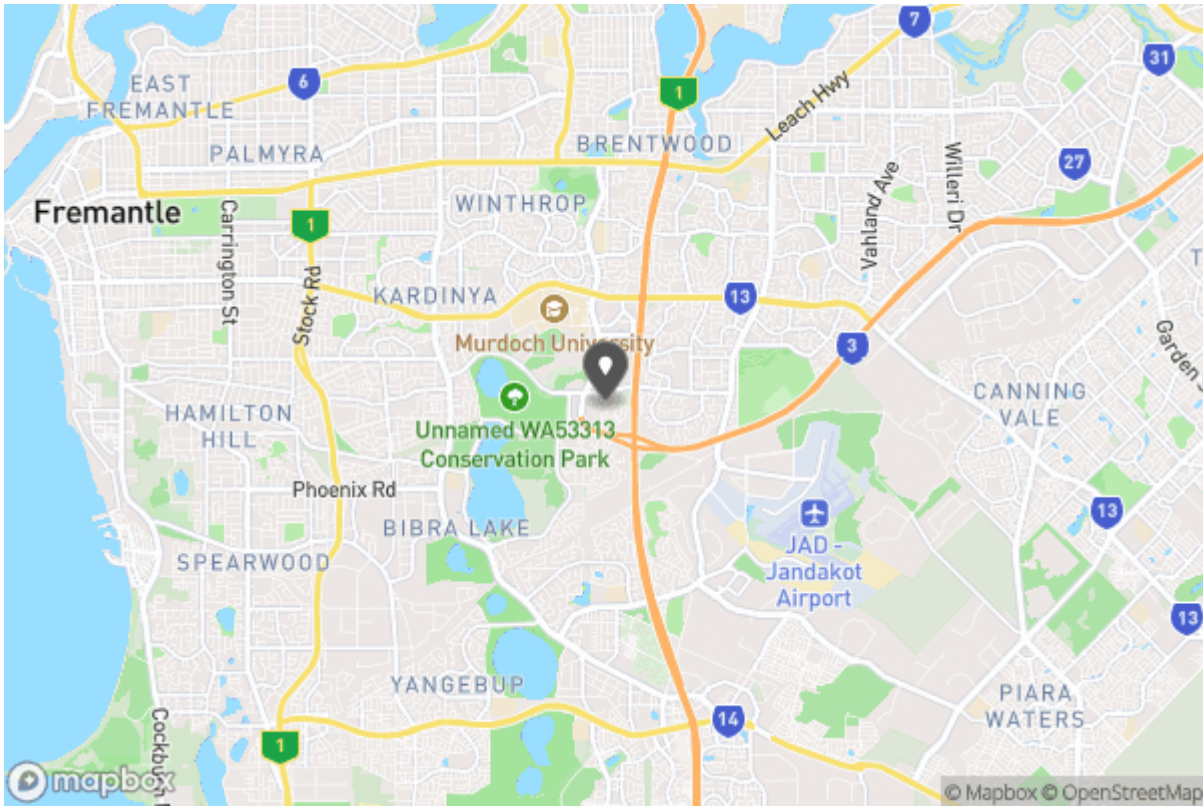 7
31
6
1
EAST
FREMANTLE
Leach Hwy
BRENTWOOD
PALMYRA
27
Willeri Dr
Vahland Ave
WINTHROP
Fremantle
Carrington St
1
Stock Rd
KARDINYA
13
Murdoch University
3
Garden
CANNING
VALE
HAMILTON
HILL
Unnamed WA53313
Conservation Park
Phoenix Rd
13
BIBRA LAKE
JAD -
Jandakot
Airport
SPEARWOOD
13
YANGEBUP
PIARA
WATERS
14
1
Cockburn
mapbox
© Mapbox © OpenStreetMap